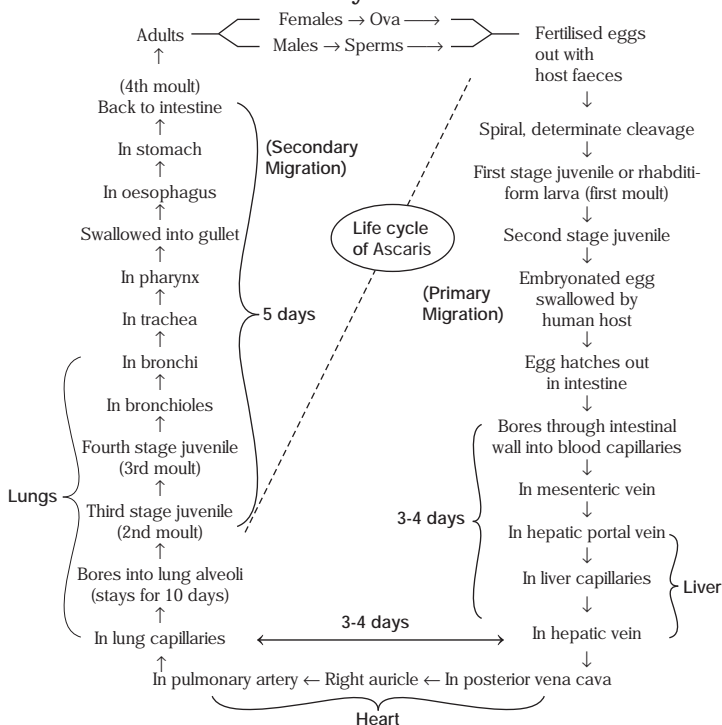 Females → Ova →
Adults
Males → Sperms →
Fertilised eggs
out with
host faeces
↓
Spiral, determinate cleavage
↓
First stage juvenile or rhabditi-
form larva (first moult)
↓
Second stage juvenile
↓
Embryonated egg
swallowed by
human host
↓
Egg hatches out
in intestine
↓
Bores through intestinal
wall into blood capillaries
↓
In mesenteric vein
↓
In hepatic portal vein
↓
In liver capillaries
↓
In hepatic vein
↓
Liver
3-4 days
(Primary
Migration)
Life cycle
of Ascaris
3-4 days
In pulmonary artery ← Right auricle ← In posterior vena cava
Heart
↑
(4th moult)
Back to intestine
↑
In stomach
↑
In oesophagus
↑
Swallowed into gullet
↑
In pharynx
↑
In trachea
↑
In bronchi
↑
In bronchioles
↑
Fourth stage juvenile
(3rd moult)
↑
Third stage juvenile
(2nd moult)
↑
Bores into lung alveoli
(stays for 10 days)
↑
In lung capillaries
↑
Lungs
(Secondary
Migration)
5 days